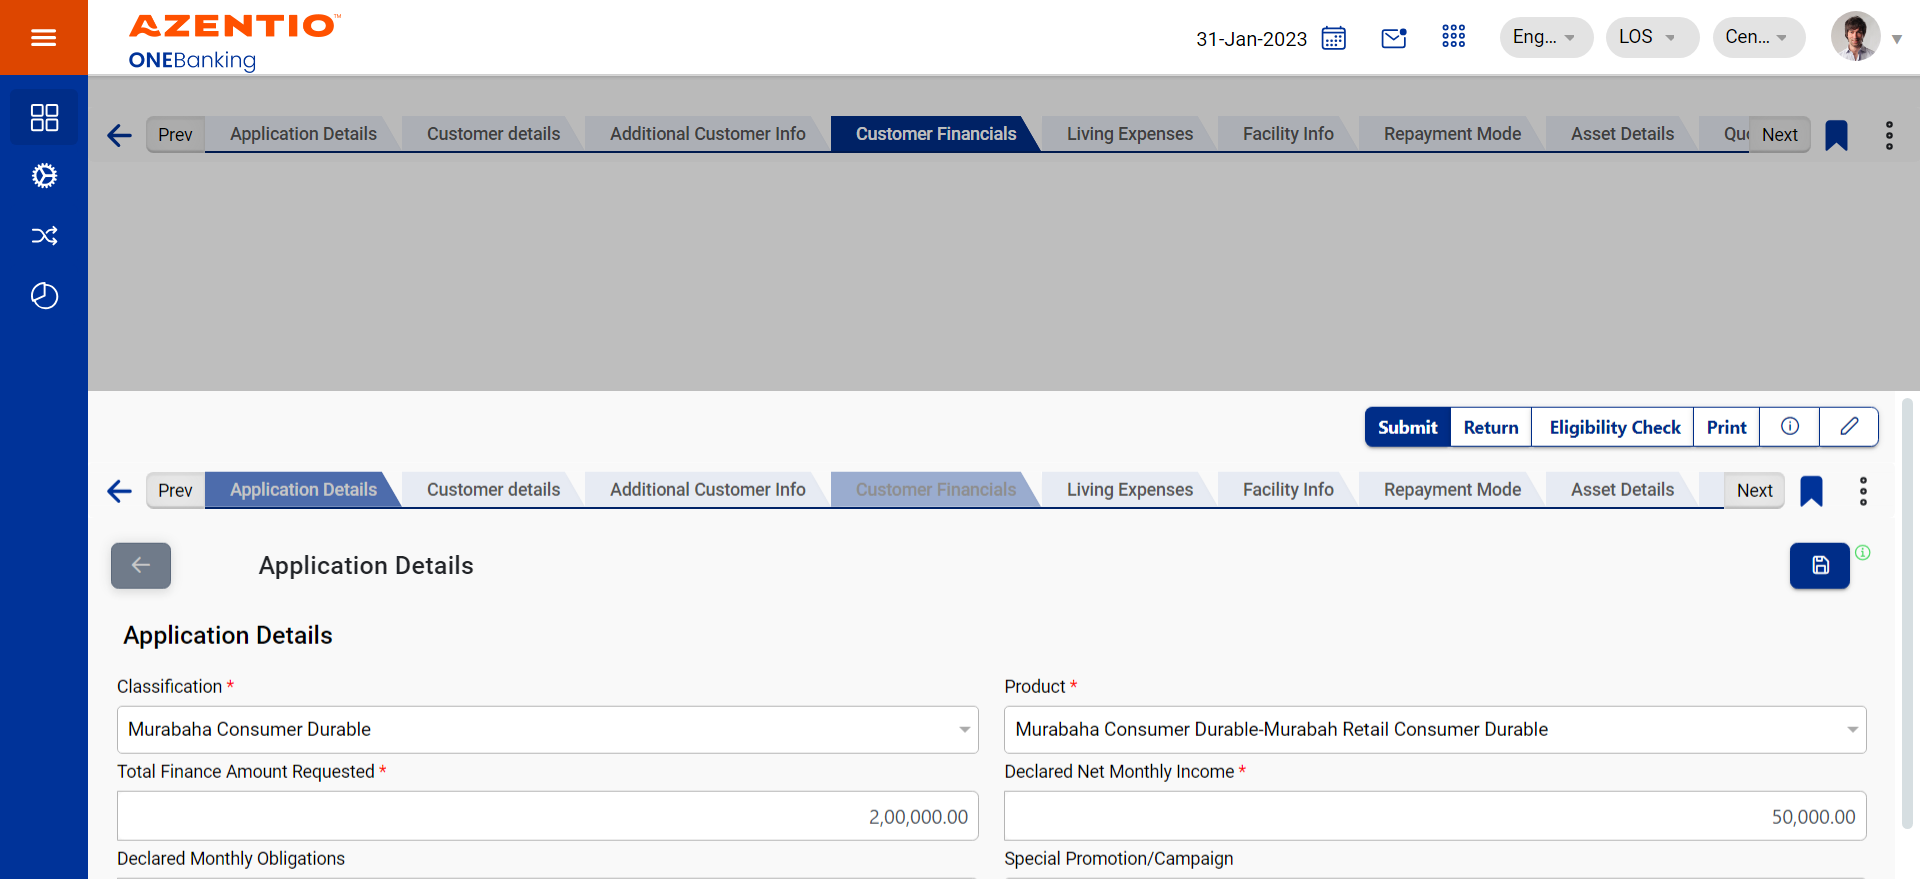 AZENTIO™
ONEBanking
31-Jan-2023
Eng...
LOS
Cen...
Prev
Application Details
Customer details
Additional Customer Info
Customer Financials
Living Expenses
Facility Info
Repayment Mode
Asset Details
Next
Submit
Return
Eligibility Check
Print
Prev
Application Details
Customer details
Additional Customer Info
Customer Financials
Living Expenses
Facility Info
Repayment Mode
Asset Details
Next
Application Details
Application Details
Classification *
Product *
Murabaha Consumer Durable
Murabaha Consumer Durable-Murabah Retail Consumer Durable
Total Finance Amount Requested *
Declared Net Monthly Income *
2,00,000.00
50,000.00
Declared Monthly Obligations
Special Promotion/Campaign